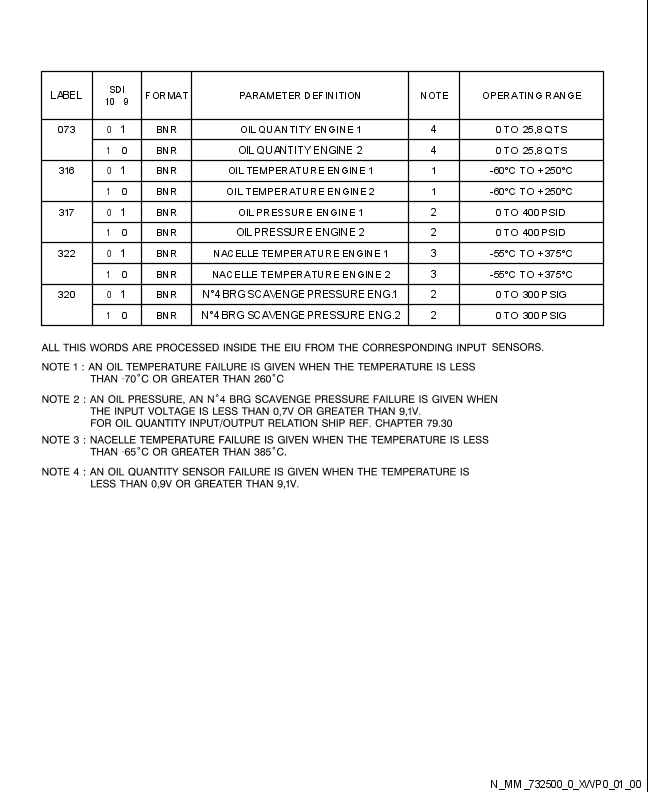 LABEL SDI 10 9 FORMAT PARAMETER DEFINITION NOTE OPERATING RANGE
073 0 1 BNR OIL QUANTITY ENGINE 1 4 0 TO 25,8 QTS
1 0 BNR OIL QUANTITY ENGINE 2 4 0 TO 25,8 QTS
316 0 1 BNR OIL TEMPERATURE ENGINE 1 1 -60°C TO +250°C
1 0 BNR OIL TEMPERATURE ENGINE 2 1 -60°C TO +250°C
317 0 1 BNR OIL PRESSURE ENGINE 1 2 0 TO 400 PSID
1 0 BNR OIL PRESSURE ENGINE 2 2 0 TO 400 PSID
322 0 1 BNR NACELLE TEMPERATURE ENGINE 1 3 -55°C TO +375°C
1 0 BNR NACELLE TEMPERATURE ENGINE 2 3 -55°C TO +375°C
320 0 1 BNR N°4 BRG SCAVENGE PRESSURE ENG.1 2 0 TO 300 PSIG
1 0 BNR N°4 BRG SCAVENGE PRESSURE ENG.2 2 0 TO 300 PSIG
ALL THIS WORDS ARE PROCESSED INSIDE THE EIU FROM THE CORRESPONDING INPUT SENSORS.
NOTE 1 : AN OIL TEMPERATURE FAILURE IS GIVEN WHEN THE TEMPERATURE IS LESS
THAN -70°C OR GREATER THAN 260°C
NOTE 2 : AN OIL PRESSURE, AN N°4 BRG SCAVENGE PRESSURE FAILURE IS GIVEN WHEN
THE INPUT VOLTAGE IS LESS THAN 0,7V OR GREATER THAN 9,1V.
FOR OIL QUANTITY INPUT/OUTPUT RELATION SHIP REF. CHAPTER 79.30
NOTE 3 : NACELLE TEMPERATURE FAILURE IS GIVEN WHEN THE TEMPERATURE IS LESS
THAN -65°C OR GREATER THAN 385°C.
NOTE 4 : AN OIL QUANTITY SENSOR FAILURE IS GIVEN WHEN THE TEMPERATURE IS
LESS THAN 0,9V OR GREATER THAN 9,1V.
N_MM_732500_0_XWP0_01_00